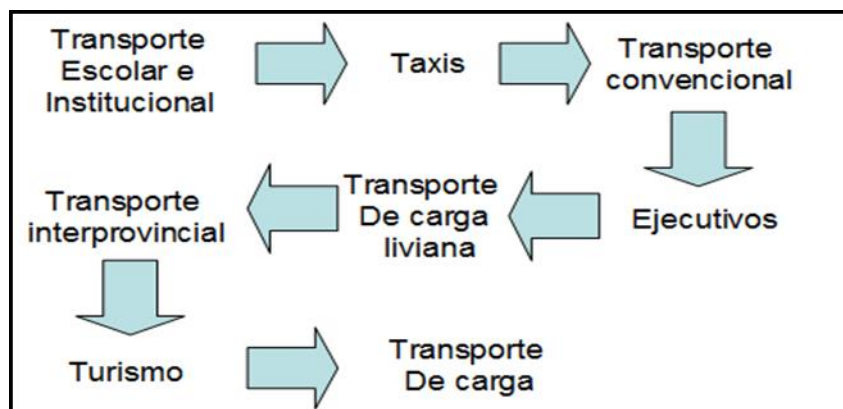 Transporte
Escolar e
Institucional
Taxis
Transporte
convencional
Ejecutivos
Transporte
De carga
liviana
Transporte
interprovincial
Turismo
Transporte
De carga